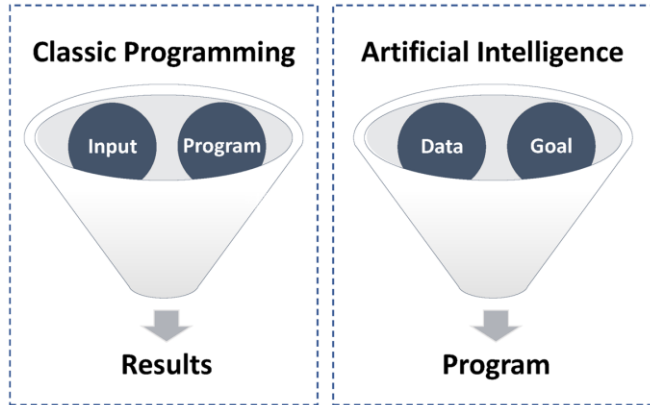 Classic Programming
Input
Program
Results
Artificial Intelligence
Data
Goal
Program